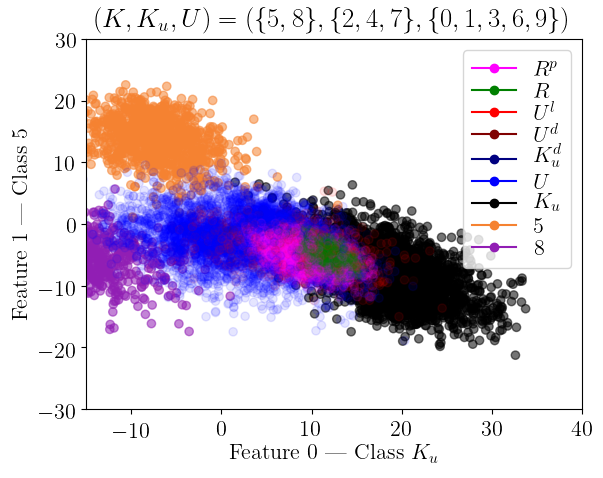 (K, K_u, U) = ({5, 8}, {2, 4, 7}, {0, 1, 3, 6, 9})
30
20
10
0
−10
−20
−30
−10
0
10
20
30
40
Feature 1 — Class 5
Feature 0 — Class K_u
R^p
R
U^l
U^d
K_u^d
U
K_u
5
8